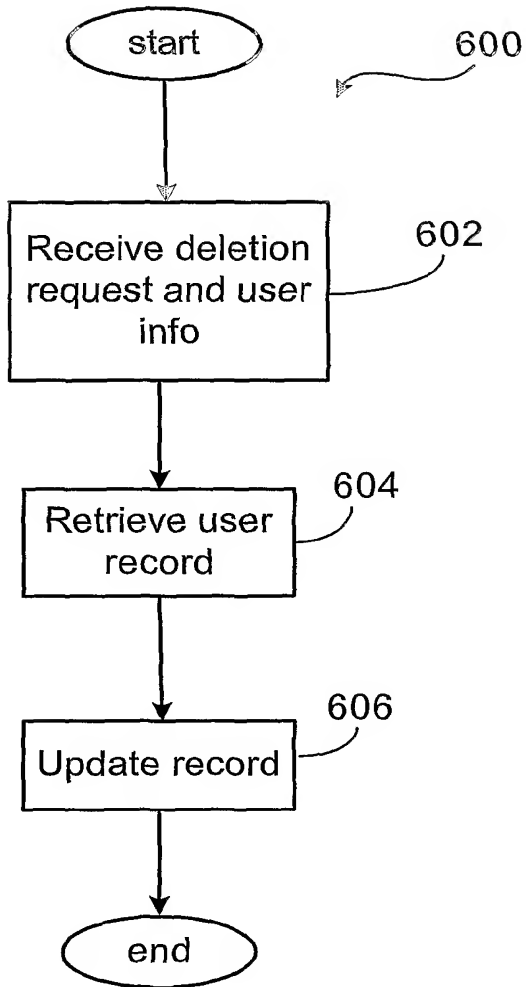 start
600
Receive deletion
request and user
info
602
Retrieve user
record
604
Update record
606
end